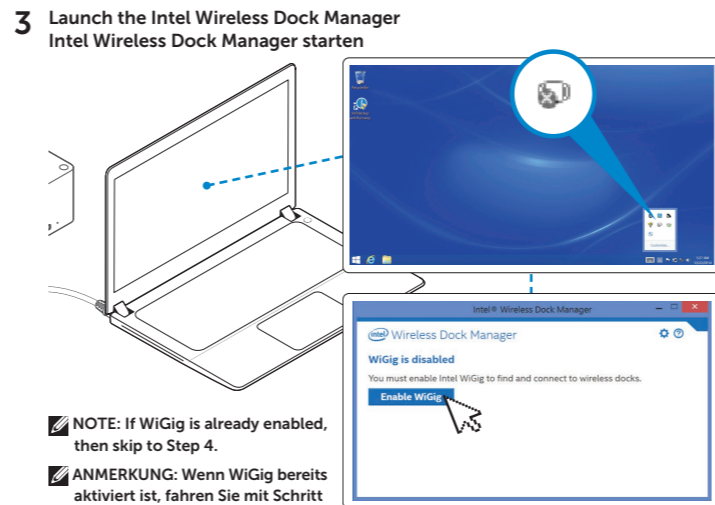 3 Launch the Intel Wireless Dock Manager
Intel Wireless Dock Manager starten
Intel® Wireless Dock Manager
intel Wireless Dock Manager
WiGig is disabled
You must enable Intel WiGig to find and connect to wireless docks.
Enable WiGig
NOTE: If WiGig is already enabled,
then skip to Step 4.
ANMERKUNG: Wenn WiGig bereits
aktiviert ist, fahren Sie mit Schritt